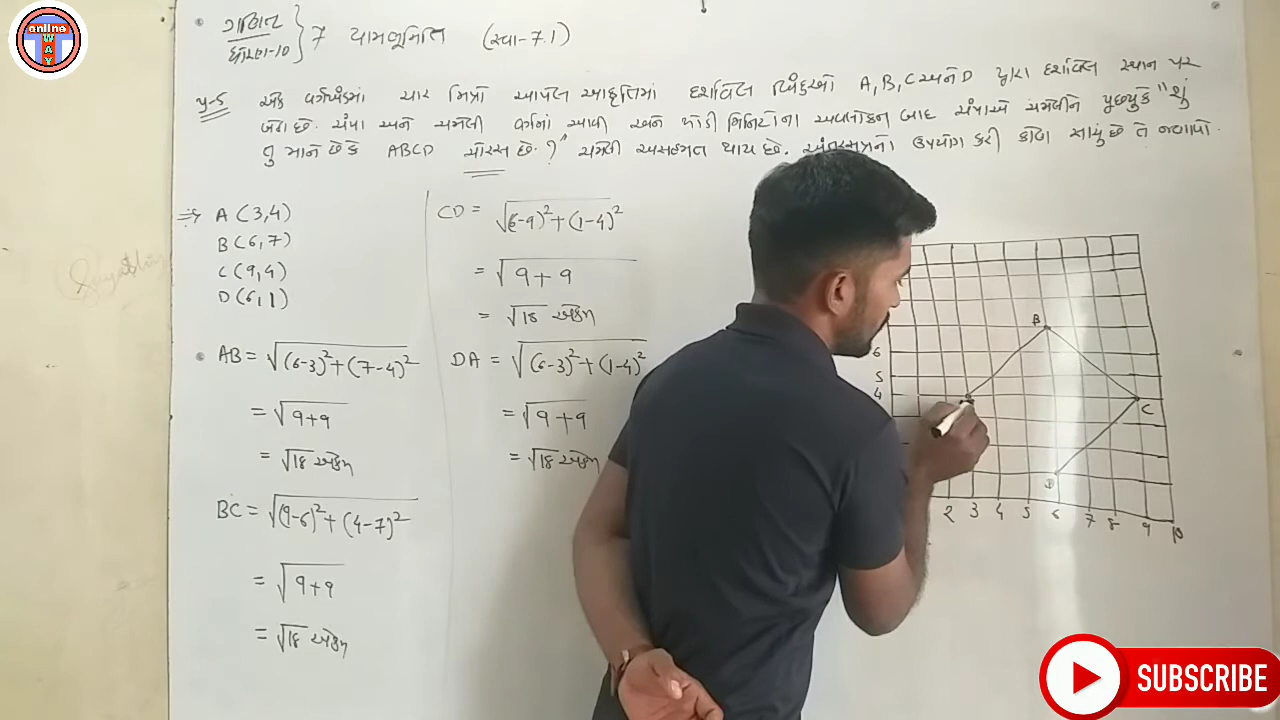 online
T
WAY
ગણિત
ધોરણ-10 } 7 યામભૂમિતિ (સ્વા-7.1)
પ્ર-5 એક વર્ગખંડમાં ચાર મિત્રો આપેલ આકૃતિમાં દર્શાવેલ બિંદુઓ A, B, C અને D દ્વારા દર્શાવેલ સ્થાન પર
બેઠા છે. ચંપા અને ચમેલી વર્ગમાં આવી અને થોડી મિનિટોના અવલોકન બાદ ચંપાએ ચમેલીને પૂછ્યું કે "શું
તું માને છે કે ABCD ચોરસ છે. ?" ચમેલી અસહમત થાય છે. અંતરસૂત્રનો ઉપયોગ કરી કોણ સાચું છે તે જણાવો.
⇒ A (3,4)
B (6,7)
C (9,4)
D (6,1)
• AB = √(6-3)²+(7-4)²
= √9+9
= √18 એકમ
BC = √(9-6)²+(4-7)²
= √9+9
= √18 એકમ
CD = √(6-9)²+(1-4)²
= √9+9
= √18 એકમ
DA = √(6-3)²+(1-4)²
= √9+9
= √18 એકમ
B
6
5
4
C
D
2 3 4 5 6 7 8 9 10
SUBSCRIBE